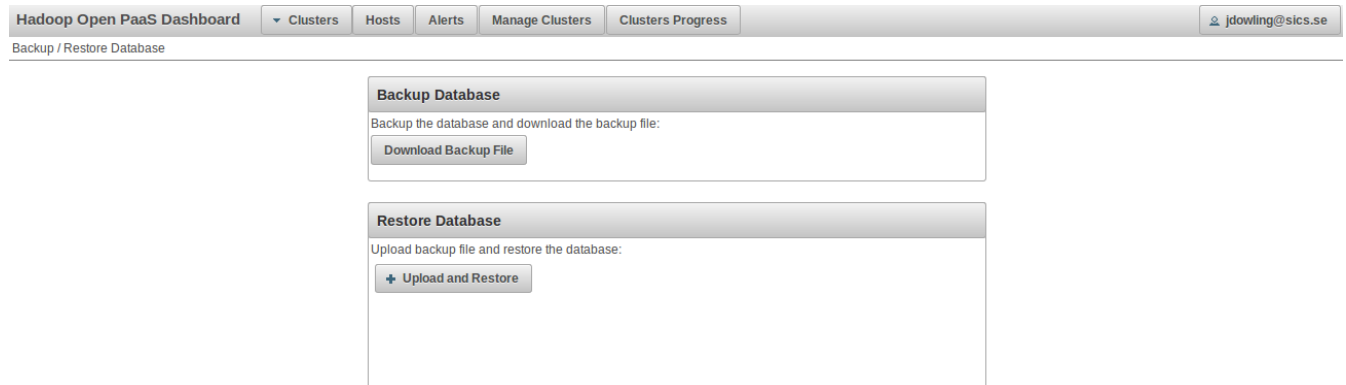 Hadoop Open PaaS Dashboard Clusters Hosts Alerts Manage Clusters Clusters Progress jdowling@sics.se
Backup / Restore Database
Backup Database
Backup the database and download the backup file:
Download Backup File
Restore Database
Upload backup file and restore the database:
Upload and Restore